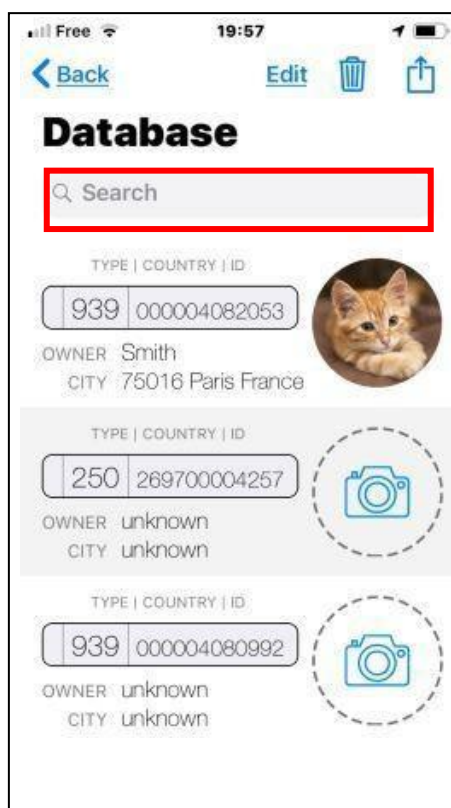 Free 19:57
Back Edit
Database
Search
TYPE | COUNTRY | ID
939 000004082053
OWNER Smith
CITY 75016 Paris France
TYPE | COUNTRY | ID
250 269700004257
OWNER unknown
CITY unknown
TYPE | COUNTRY | ID
939 000004080992
OWNER unknown
CITY unknown